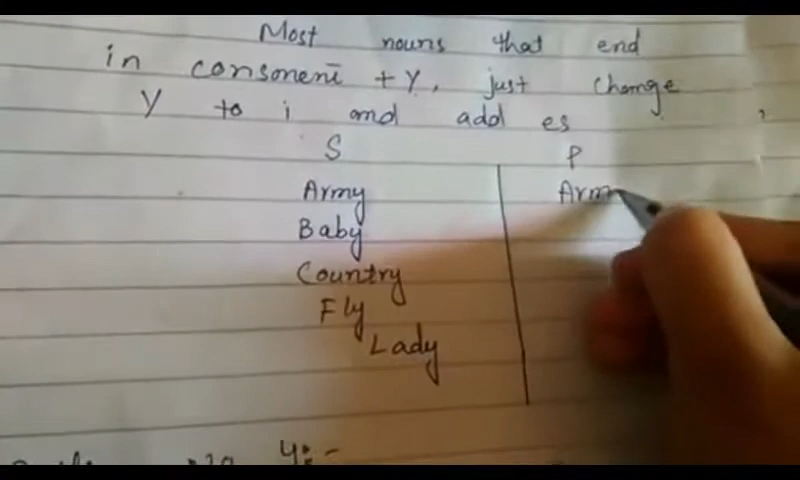 Most nouns that end
in consonent + Y, just change
Y to i and add es
S P
Army Arm
Baby
Country
Fly
Lady
Y:-